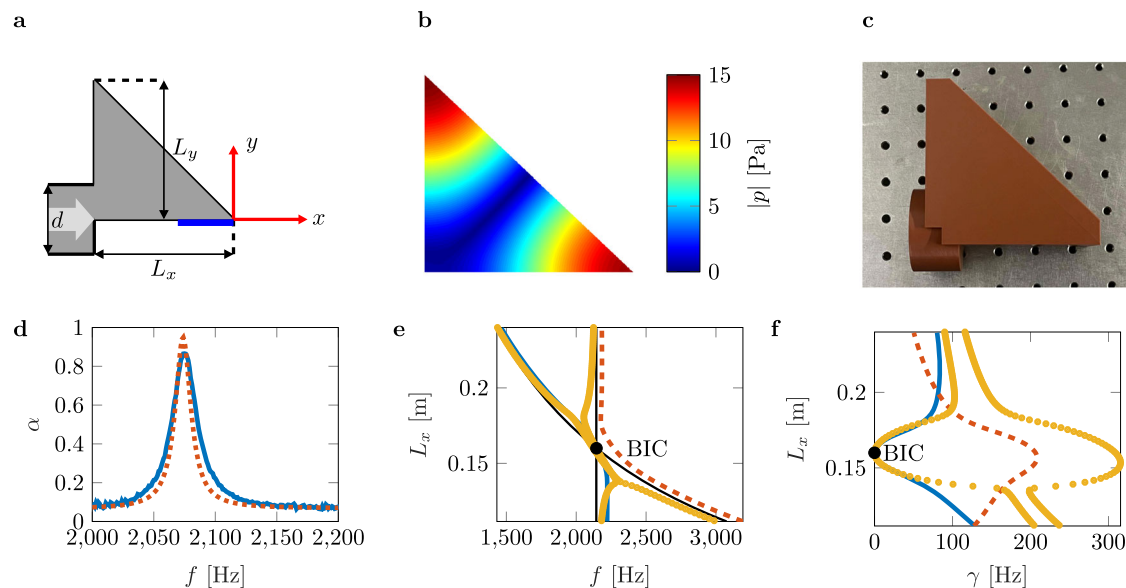 a
b
c
L_y
y
d
x
L_x
15
10
5
0
|p| [Pa]
d
e
f
1
0.8
0.6
0.4
0.2
0
α
2,000
2,050
2,100
2,150
2,200
f [Hz]
0.2
0.15
L_x [m]
BIC
1,500
2,000
2,500
3,000
f [Hz]
0.2
0.15
L_x [m]
BIC
0
100
200
300
γ [Hz]